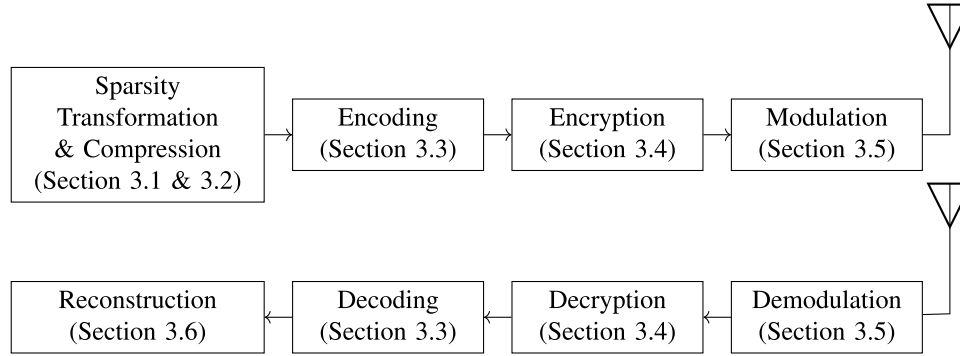 Sparsity
Transformation
& Compression
(Section 3.1 & 3.2)
Encoding
(Section 3.3)
Encryption
(Section 3.4)
Modulation
(Section 3.5)
Reconstruction
(Section 3.6)
Decoding
(Section 3.3)
Decryption
(Section 3.4)
Demodulation
(Section 3.5)